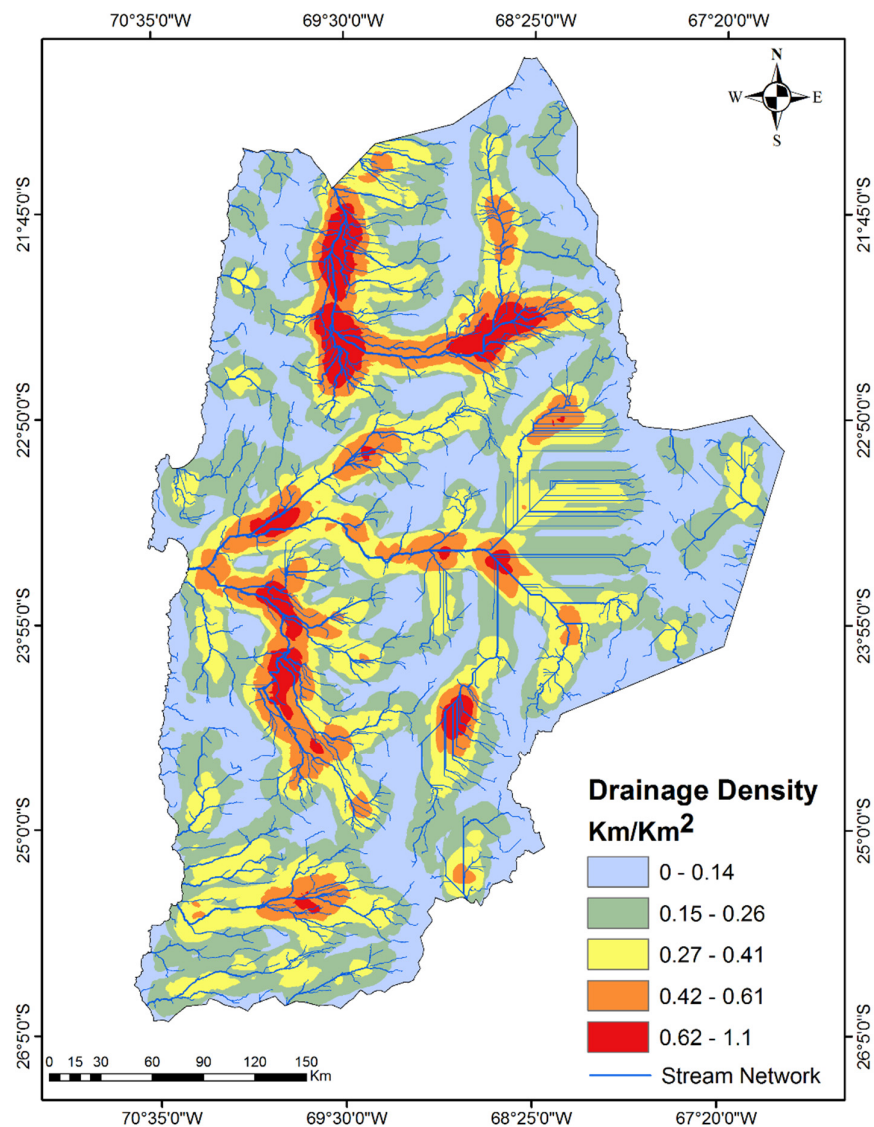 70°35'0"W 69°30'0"W 68°25'0"W 67°20'0"W
N
W E
S
21°45'0"S 21°45'0"S
22°50'0"S 22°50'0"S
23°55'0"S 23°55'0"S
25°0'0"S 25°0'0"S
26°5'0"S 26°5'0"S
Drainage Density
Km/Km²
0 - 0.14
0.15 - 0.26
0.27 - 0.41
0.42 - 0.61
0.62 - 1.1
Stream Network
0 15 30 60 90 120 150
Km
70°35'0"W 69°30'0"W 68°25'0"W 67°20'0"W